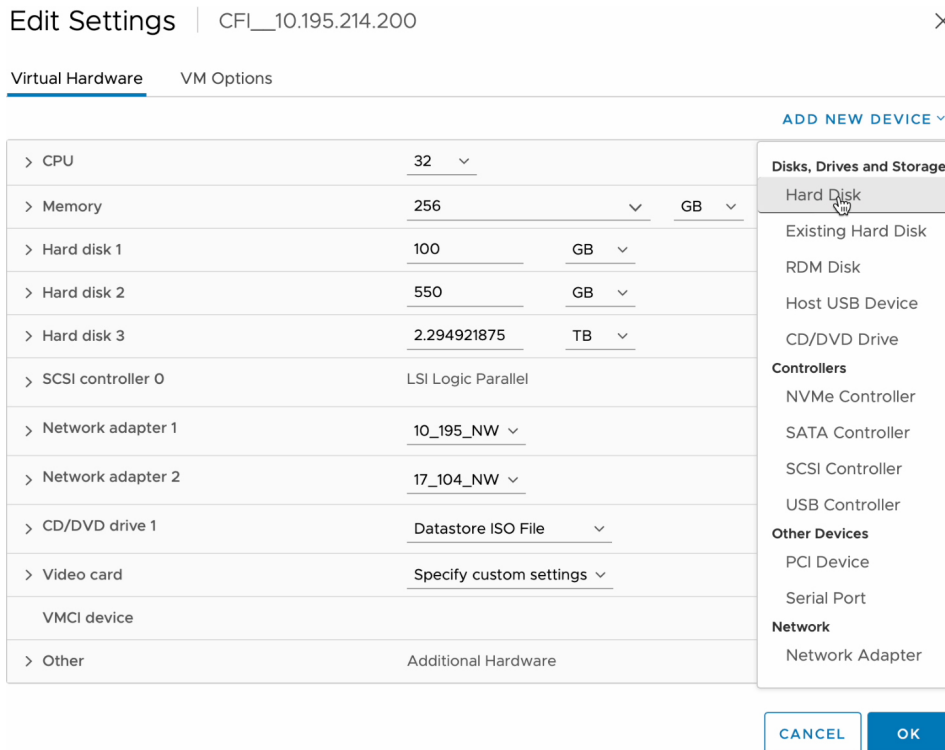 Edit Settings CFI__10.195.214.200
Virtual Hardware VM Options
ADD NEW DEVICE
CPU 32
Memory 256 GB
Hard disk 1 100 GB
Hard disk 2 550 GB
Hard disk 3 2.294921875 TB
SCSI controller 0 LSI Logic Parallel
Network adapter 1 10_195_NW
Network adapter 2 17_104_NW
CD/DVD drive 1 Datastore ISO File
Video card Specify custom settings
VMCI device
Other Additional Hardware
Disks, Drives and Storage
Hard Disk
Existing Hard Disk
RDM Disk
Host USB Device
CD/DVD Drive
Controllers
NVMe Controller
SATA Controller
SCSI Controller
USB Controller
Other Devices
PCI Device
Serial Port
Network
Network Adapter
CANCEL OK